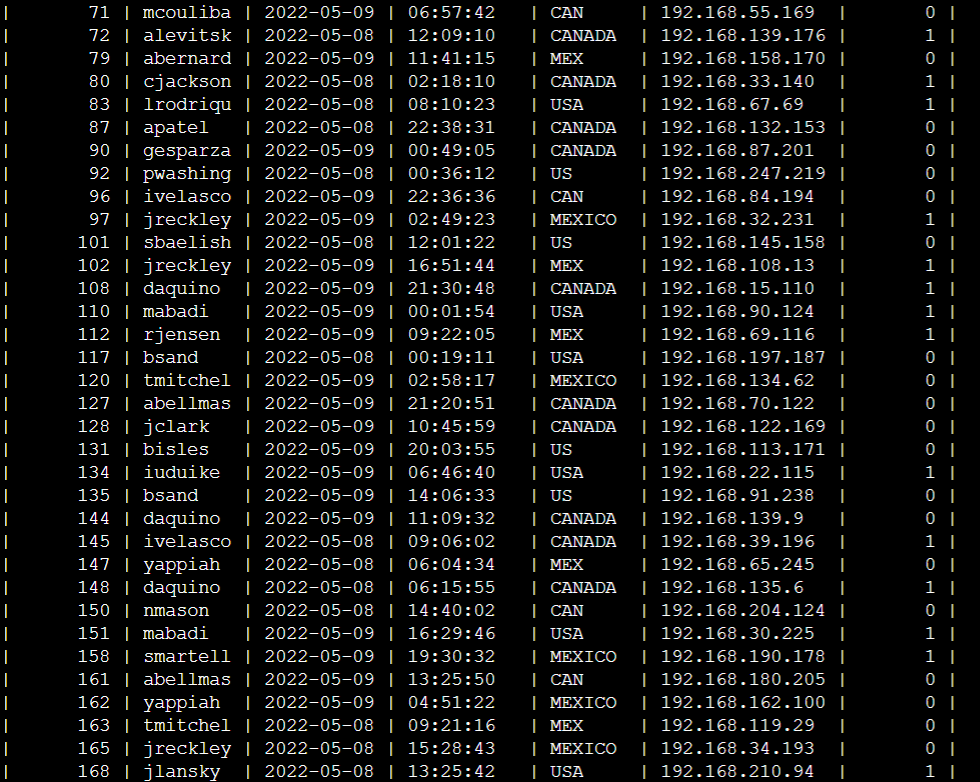 |        71 | mcouliba | 2022-05-09 | 06:57:42   | CAN     | 192.168.55.169  |       0 |
|        72 | alevitsk | 2022-05-08 | 12:09:10   | CANADA  | 192.168.139.176 |       1 |
|        79 | abernard | 2022-05-09 | 11:41:15   | MEX     | 192.168.158.170 |       0 |
|        80 | cjackson | 2022-05-08 | 02:18:10   | CANADA  | 192.168.33.140  |       1 |
|        83 | lrodriqu | 2022-05-09 | 08:10:23   | USA     | 192.168.67.69   |       1 |
|        87 | apatel   | 2022-05-08 | 22:38:31   | CANADA  | 192.168.132.153 |       0 |
|        90 | gesparza | 2022-05-09 | 00:49:05   | CANADA  | 192.168.87.201  |       0 |
|        92 | pwashing | 2022-05-08 | 00:36:12   | US      | 192.168.247.219 |       0 |
|        96 | ivelasco | 2022-05-09 | 22:36:36   | CAN     | 192.168.84.194  |       0 |
|        97 | jreckley | 2022-05-09 | 02:49:23   | MEXICO  | 192.168.32.231  |       1 |
|       101 | sbaelish | 2022-05-08 | 12:01:22   | US      | 192.168.145.158 |       0 |
|       102 | jreckley | 2022-05-09 | 16:51:44   | MEX     | 192.168.108.13  |       1 |
|       108 | daquino  | 2022-05-09 | 21:30:48   | CANADA  | 192.168.15.110  |       1 |
|       110 | mabadi   | 2022-05-09 | 00:01:54   | USA     | 192.168.90.124  |       1 |
|       112 | rjensen  | 2022-05-09 | 09:22:05   | MEX     | 192.168.69.116  |       1 |
|       117 | bsand    | 2022-05-08 | 00:19:11   | USA     | 192.168.197.187 |       0 |
|       120 | tmitchel | 2022-05-09 | 02:58:17   | MEXICO  | 192.168.134.62  |       0 |
|       127 | abellmas | 2022-05-09 | 21:20:51   | CANADA  | 192.168.70.122  |       0 |
|       128 | jclark   | 2022-05-09 | 10:45:59   | CANADA  | 192.168.122.169 |       0 |
|       131 | bisles   | 2022-05-09 | 20:03:55   | US      | 192.168.113.171 |       0 |
|       134 | iuduike  | 2022-05-09 | 06:46:40   | USA     | 192.168.22.115  |       1 |
|       135 | bsand    | 2022-05-09 | 14:06:33   | US      | 192.168.91.238  |       0 |
|       144 | daquino  | 2022-05-09 | 11:09:32   | CANADA  | 192.168.139.9   |       0 |
|       145 | ivelasco | 2022-05-08 | 09:06:02   | CANADA  | 192.168.39.196  |       1 |
|       147 | yappiah  | 2022-05-08 | 06:04:34   | MEX     | 192.168.65.245  |       0 |
|       148 | daquino  | 2022-05-08 | 06:15:55   | CANADA  | 192.168.135.6   |       1 |
|       150 | nmason   | 2022-05-08 | 14:40:02   | CAN     | 192.168.204.124 |       0 |
|       151 | mabadi   | 2022-05-09 | 16:29:46   | USA     | 192.168.30.225  |       1 |
|       158 | smartell | 2022-05-09 | 19:30:32   | MEXICO  | 192.168.190.178 |       1 |
|       161 | abellmas | 2022-05-09 | 13:25:50   | CAN     | 192.168.180.205 |       0 |
|       162 | yappiah  | 2022-05-09 | 04:51:22   | MEXICO  | 192.168.162.100 |       0 |
|       163 | tmitchel | 2022-05-08 | 09:21:16   | MEX     | 192.168.119.29  |       0 |
|       165 | jreckley | 2022-05-08 | 15:28:43   | MEXICO  | 192.168.34.193  |       0 |
|       168 | jlansky  | 2022-05-08 | 13:25:42   | USA     | 192.168.210.94  |       1 |